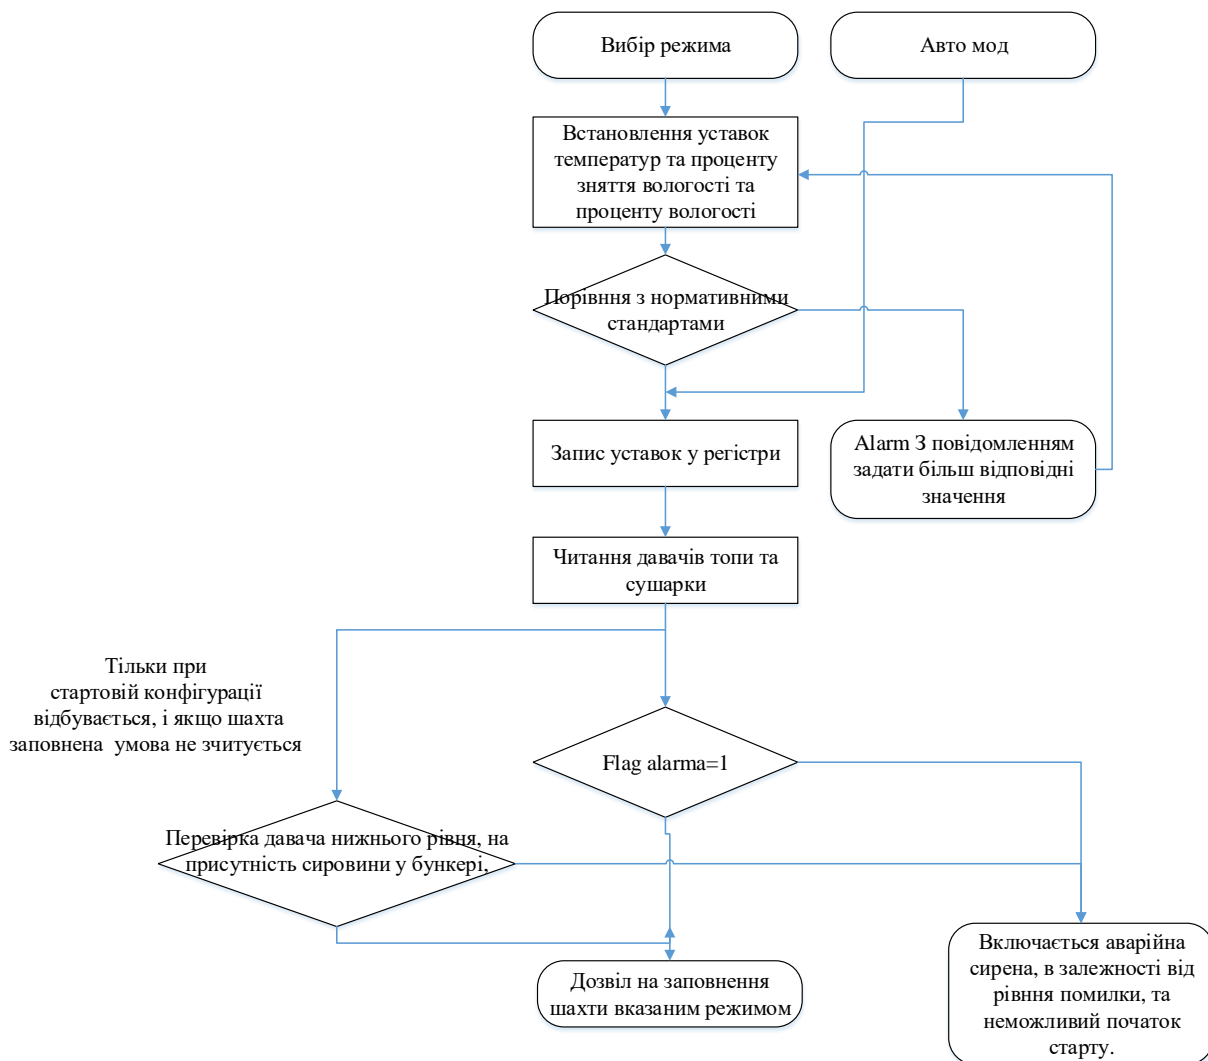 Вибір режима
Авто мод
Встановлення уставок
температур та проценту
зняття вологості та
проценту вологості
Порівння з нормативними
стандартами
Запис уставок у регістри
Alarm З повідомленням
задати більш відповідні
значення
Читання давачів топи та
сушарки
Тільки при
стартовій конфігурації
відбувається, і якщо шахта
заповнена умова не зчитується
Flag alarma=1
Перевірка давача нижнього рівня, на
присутність сировини у бункері,
Дозвіл на заповнення
шахти вказаним режимом
Включається аварійна
сирена, в залежності від
рівння помилки, та
неможливий початок
старту.